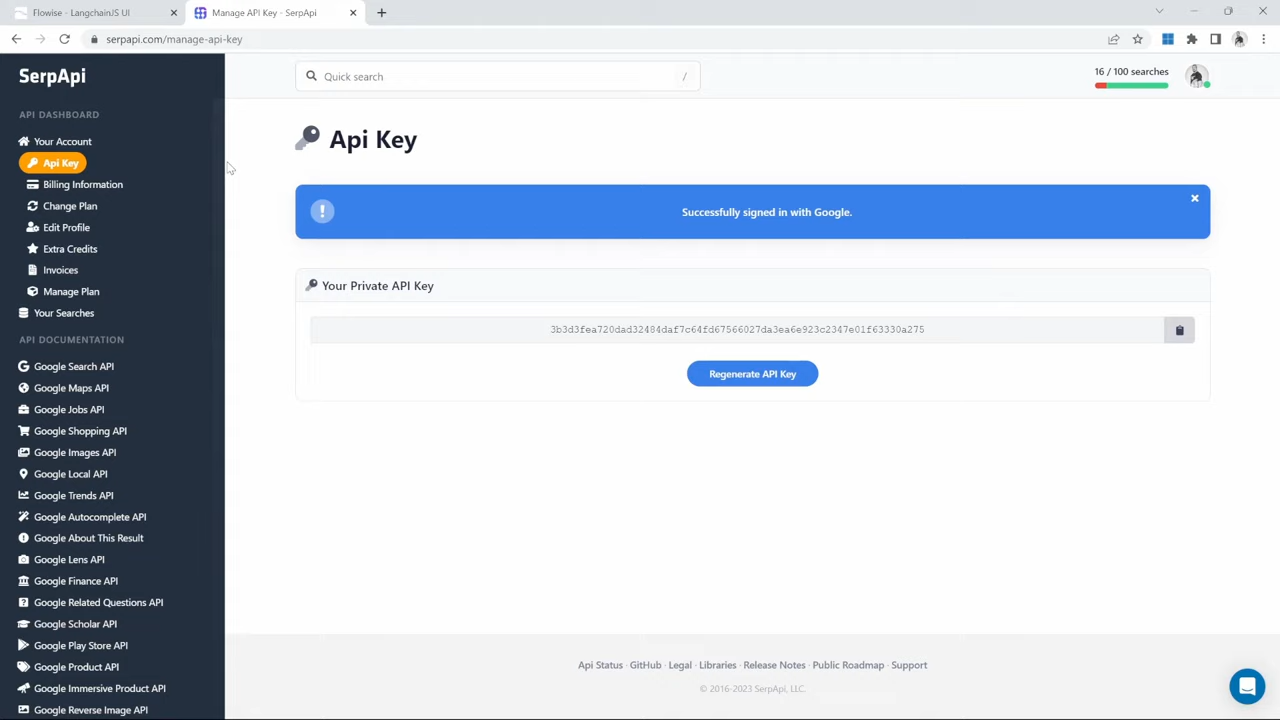 Flowise - LangchainJS UI
Manage API Key - SerpApi
serpapi.com/manage-api-key
SerpApi
Quick search
/
16 / 100 searches
API DASHBOARD
Your Account
Api Key
Billing Information
Change Plan
Edit Profile
Extra Credits
Invoices
Manage Plan
Your Searches
API DOCUMENTATION
Google Search API
Google Maps API
Google Jobs API
Google Shopping API
Google Images API
Google Local API
Google Trends API
Google Autocomplete API
Google About This Result
Google Lens API
Google Finance API
Google Related Questions API
Google Scholar API
Google Play Store API
Google Product API
Google Immersive Product API
Google Reverse Image API
Api Key
Successfully signed in with Google.
Your Private API Key
3b3d3fea720dad32484daf7c64fd67566027da3ea6e923c2347e01f63330a275
Regenerate API Key
Api Status · GitHub · Legal · Libraries · Release Notes · Public Roadmap · Support
© 2016-2023 SerpApi, LLC.